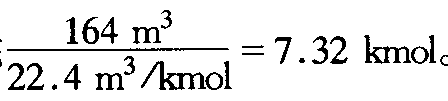 164 m³
―――――――― = 7.32 kmol。
22.4 m³/kmol